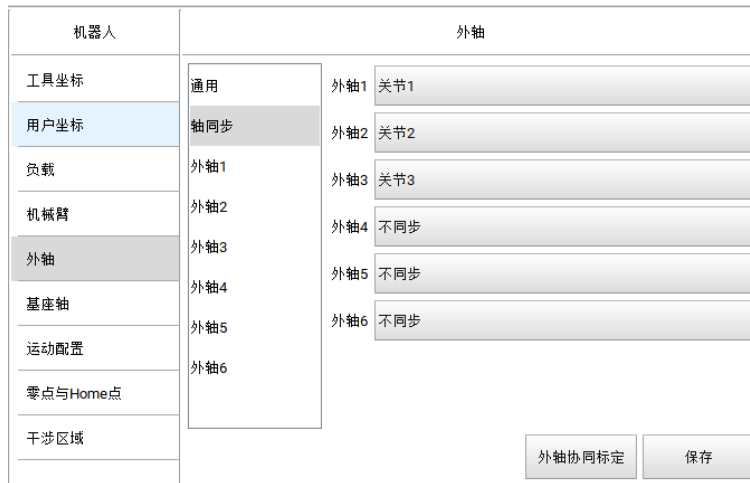 机器人
外轴
工具坐标
用户坐标
负载
机械臂
外轴
基座轴
运动配置
零点与Home点
干涉区域
通用
轴同步
外轴1
外轴2
外轴3
外轴4
外轴5
外轴6
外轴1 关节1
外轴2 关节2
外轴3 关节3
外轴4 不同步
外轴5 不同步
外轴6 不同步
外轴协同标定
保存